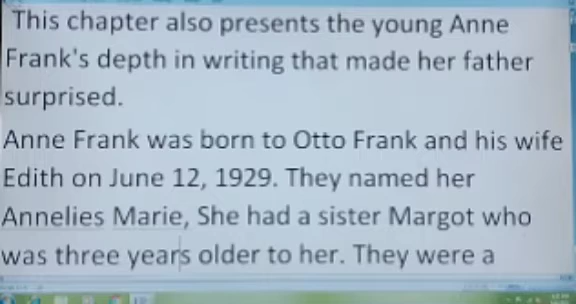 This chapter also presents the young Anne
Frank's depth in writing that made her father
surprised.
Anne Frank was born to Otto Frank and his wife
Edith on June 12, 1929. They named her
Annelies Marie, She had a sister Margot who
was three years older to her. They were a